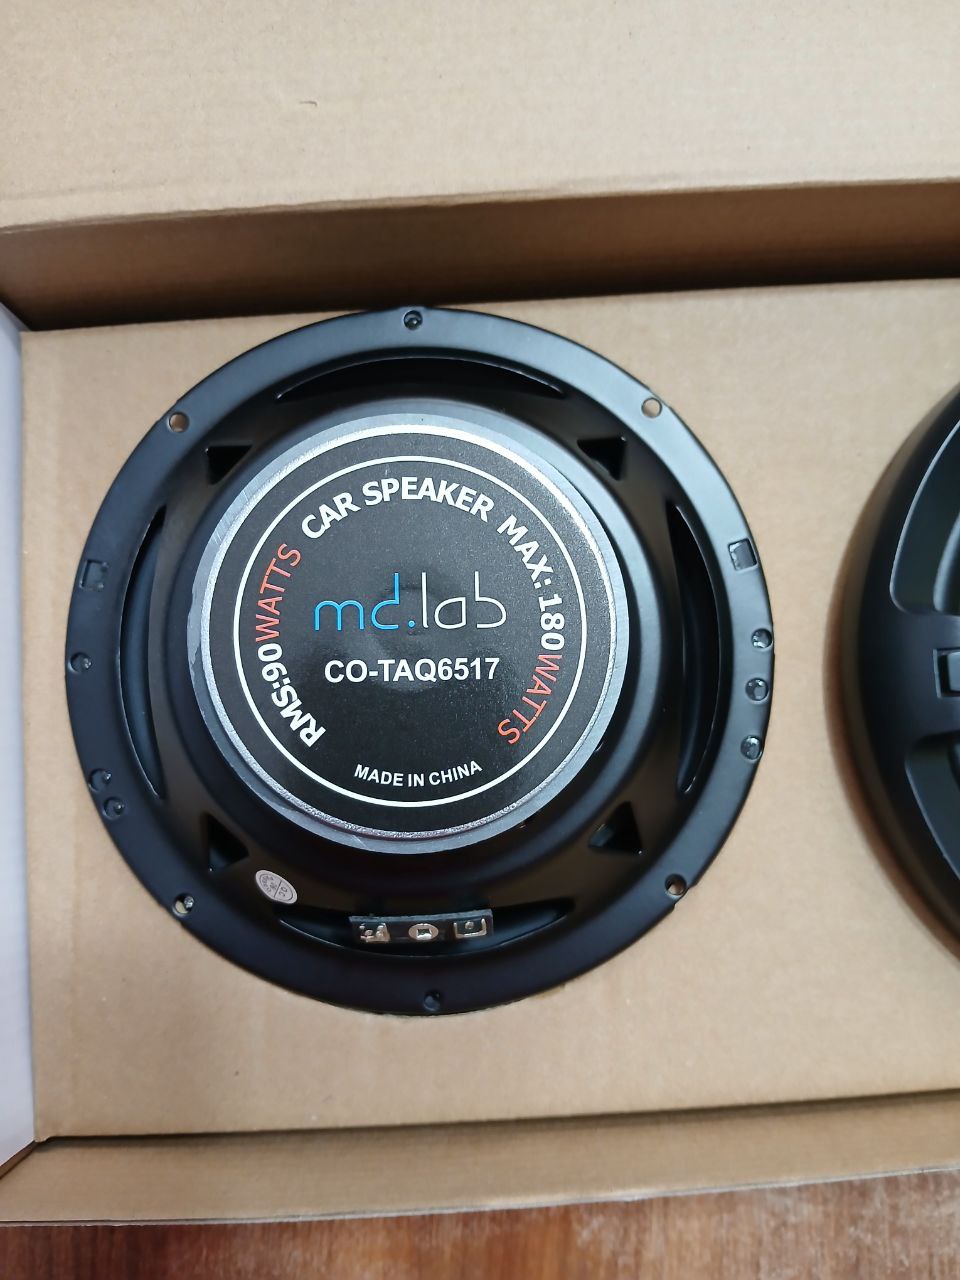 CAR SPEAKER
RMS:90WATTS
MAX:180WATTS
md.lab
CO-TAQ6517
MADE IN CHINA